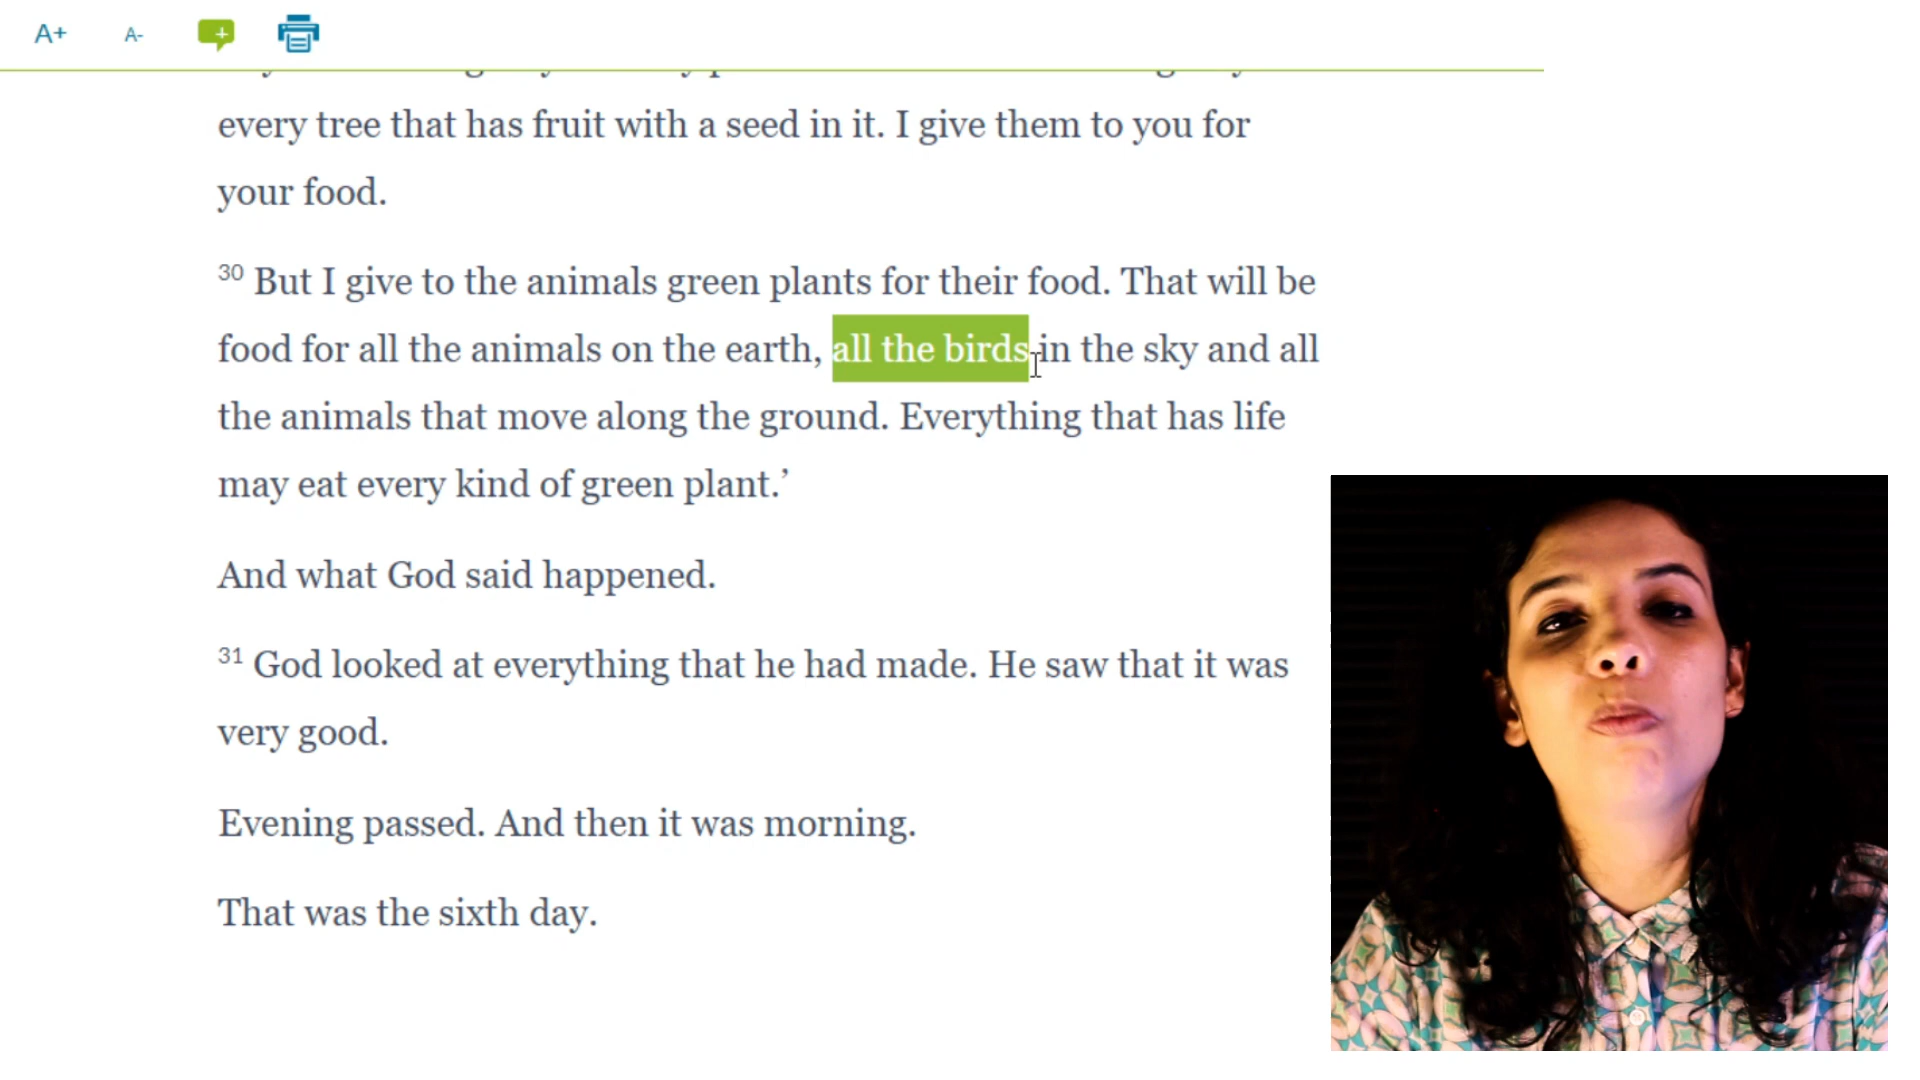 A+ A-
every tree that has fruit with a seed in it. I give them to you for
your food.
30 But I give to the animals green plants for their food. That will be
food for all the animals on the earth, all the birds in the sky and all
the animals that move along the ground. Everything that has life
may eat every kind of green plant.’
And what God said happened.
31 God looked at everything that he had made. He saw that it was
very good.
Evening passed. And then it was morning.
That was the sixth day.